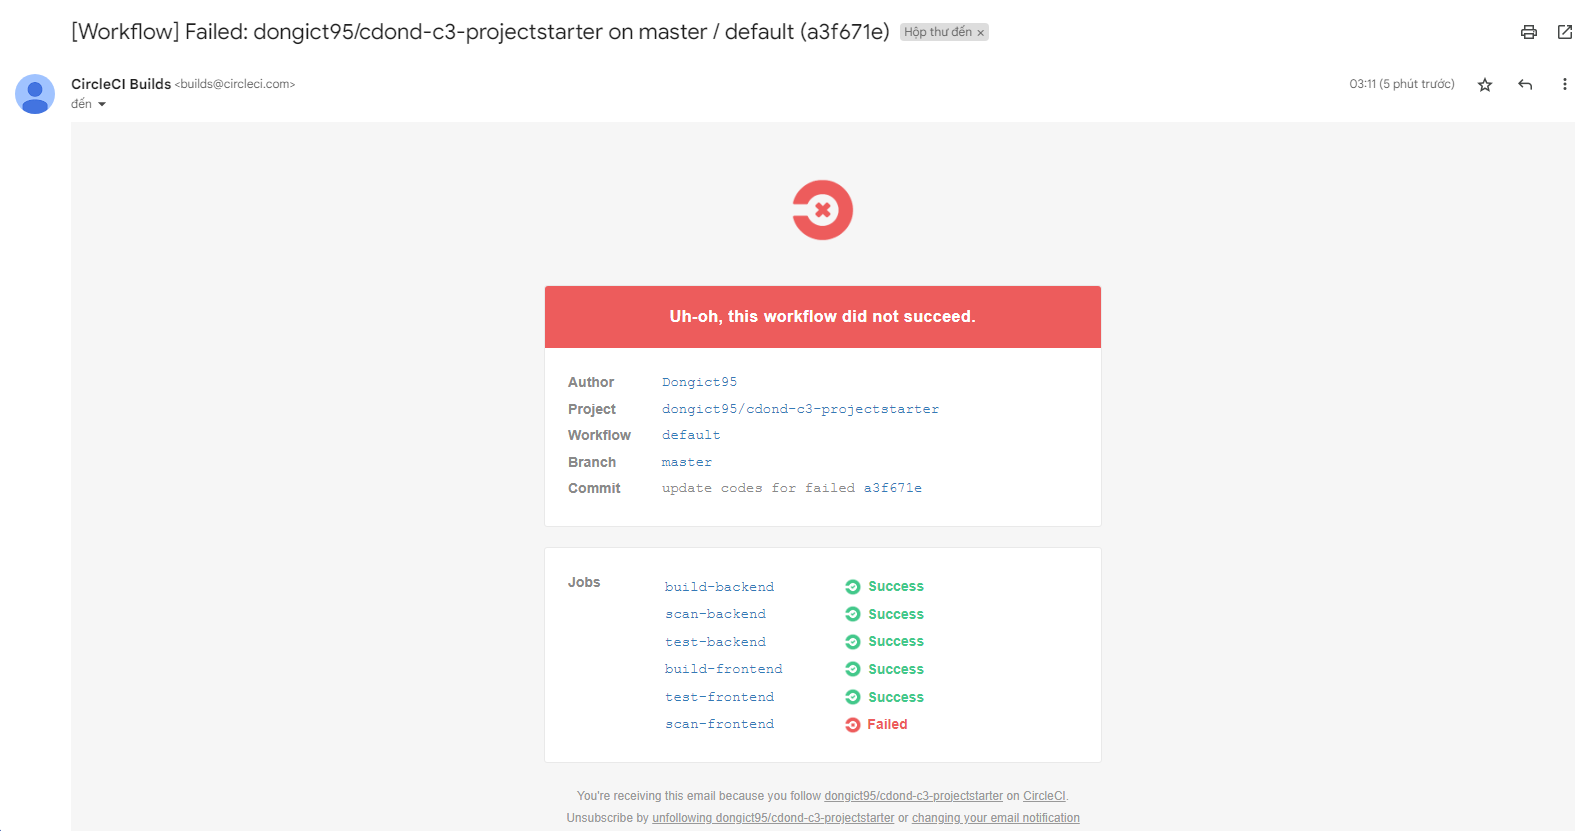 [Workflow] Failed: dongict95/cdond-c3-projectstarter on master / default (a3f671e) Hộp thư đến ×
CircleCI Builds <builds@circleci.com> 03:11 (5 phút trước)
đến
Uh-oh, this workflow did not succeed.
Author Dongict95
Project dongict95/cdond-c3-projectstarter
Workflow default
Branch master
Commit update codes for failed a3f671e
Jobs build-backend Success
scan-backend Success
test-backend Success
build-frontend Success
test-frontend Success
scan-frontend Failed
You're receiving this email because you follow dongict95/cdond-c3-projectstarter on CircleCI.
Unsubscribe by unfollowing dongict95/cdond-c3-projectstarter or changing your email notification